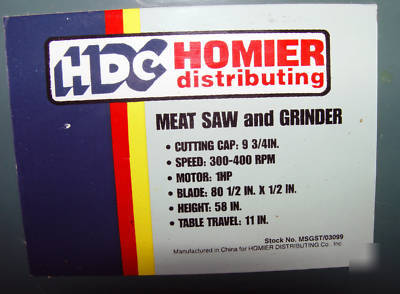 HDC HOMIER
distributing
MEAT SAW and GRINDER
• CUTTING CAP: 9 3/4IN.
• SPEED: 300-400 RPM
• MOTOR: 1HP
• BLADE: 80 1/2 IN. X 1/2 IN.
• HEIGHT: 58 IN.
• TABLE TRAVEL: 11 IN.
Stock No. MSGST/03099
Manufactured in China for HOMIER DISTRIBUTING Co., Inc.